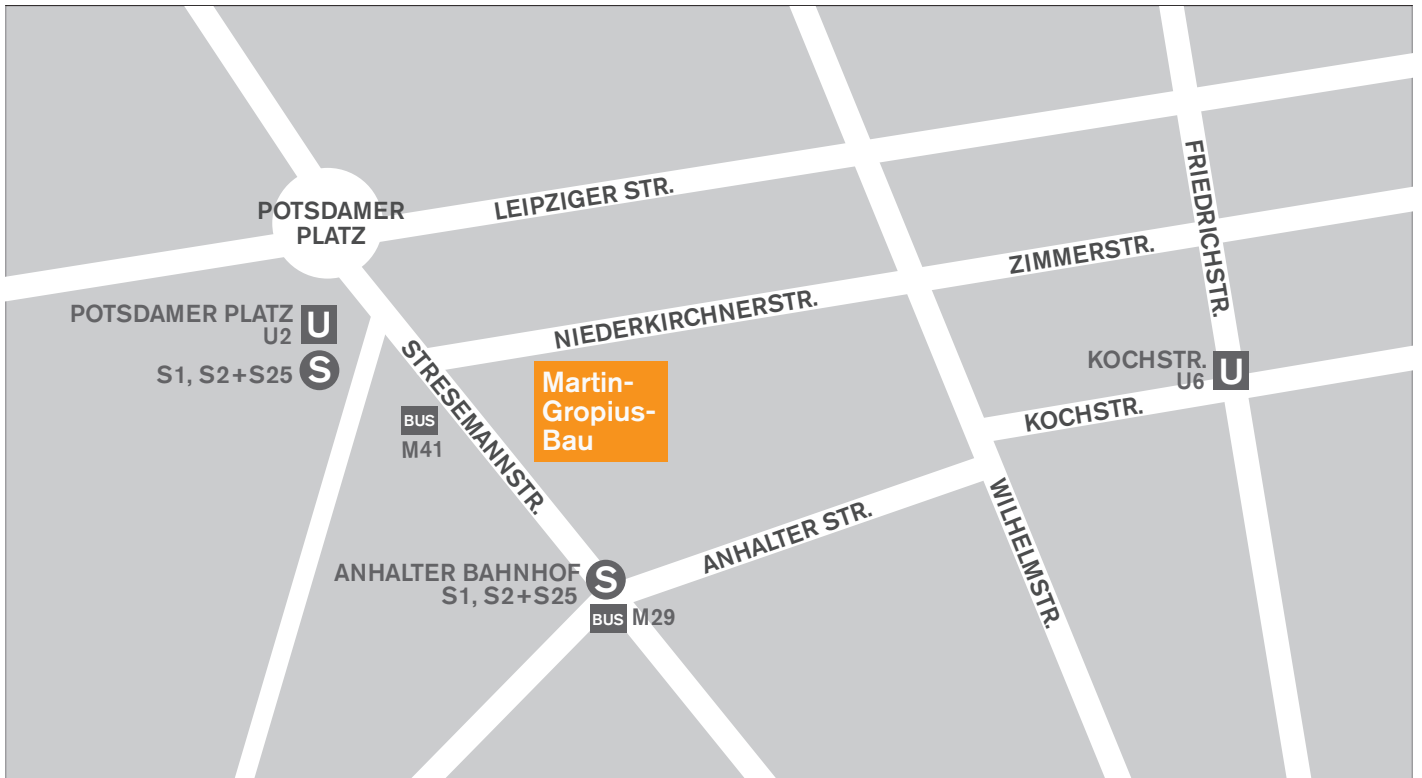 POTSDAMER
PLATZ
LEIPZIGER STR.
FRIEDRICHSTR.
ZIMMERSTR.
NIEDERKIRCHNERSTR.
POTSDAMER PLATZ
U2
U
S1, S2+S25
S
STRESEMANNSTR.
BUS
M41
Martin-
Gropius-
Bau
KOCHSTR.
U6
U
KOCHSTR.
WILHELMSTR.
ANHALTER STR.
ANHALTER BAHNHOF
S1, S2+S25
S
BUS M29